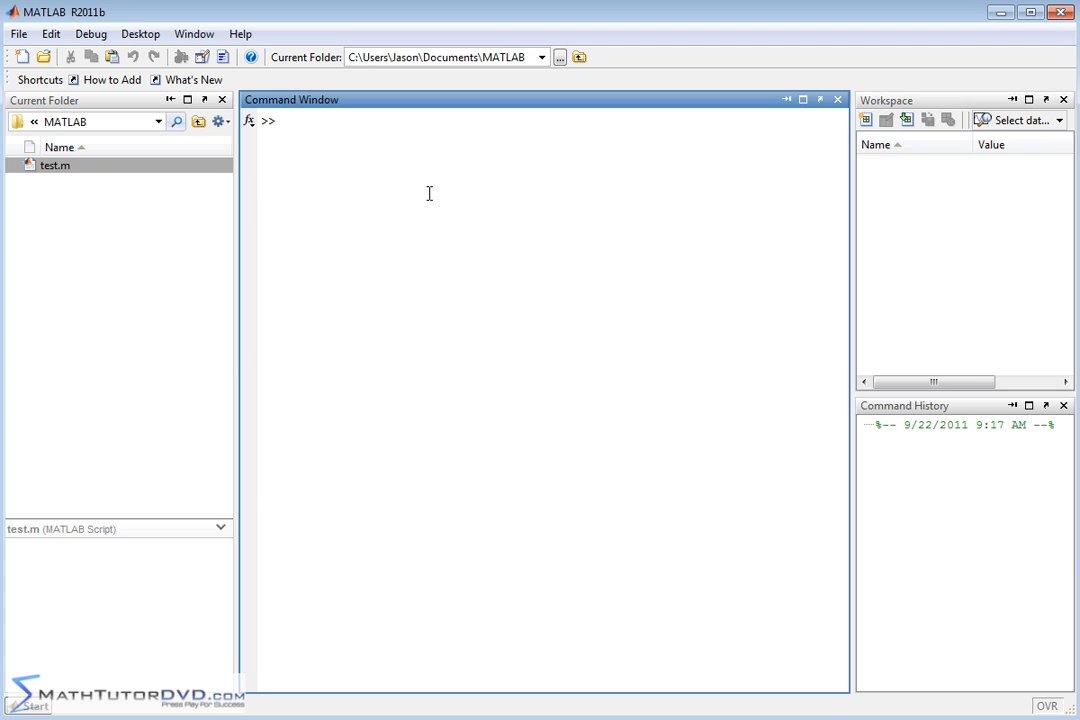 MATLAB R2011b
File Edit Debug Desktop Window Help
Current Folder: C:\Users\Jason\Documents\MATLAB ...
Shortcuts How to Add What's New
Current Folder
« MATLAB
Name
test.m
test.m (MATLAB Script)
Command Window
fx >>
Workspace
Select dat...
Name Value
Command History
%-- 9/22/2011 9:17 AM --%
MathTutorDVD.com
Press Play For Success
Start
OVR